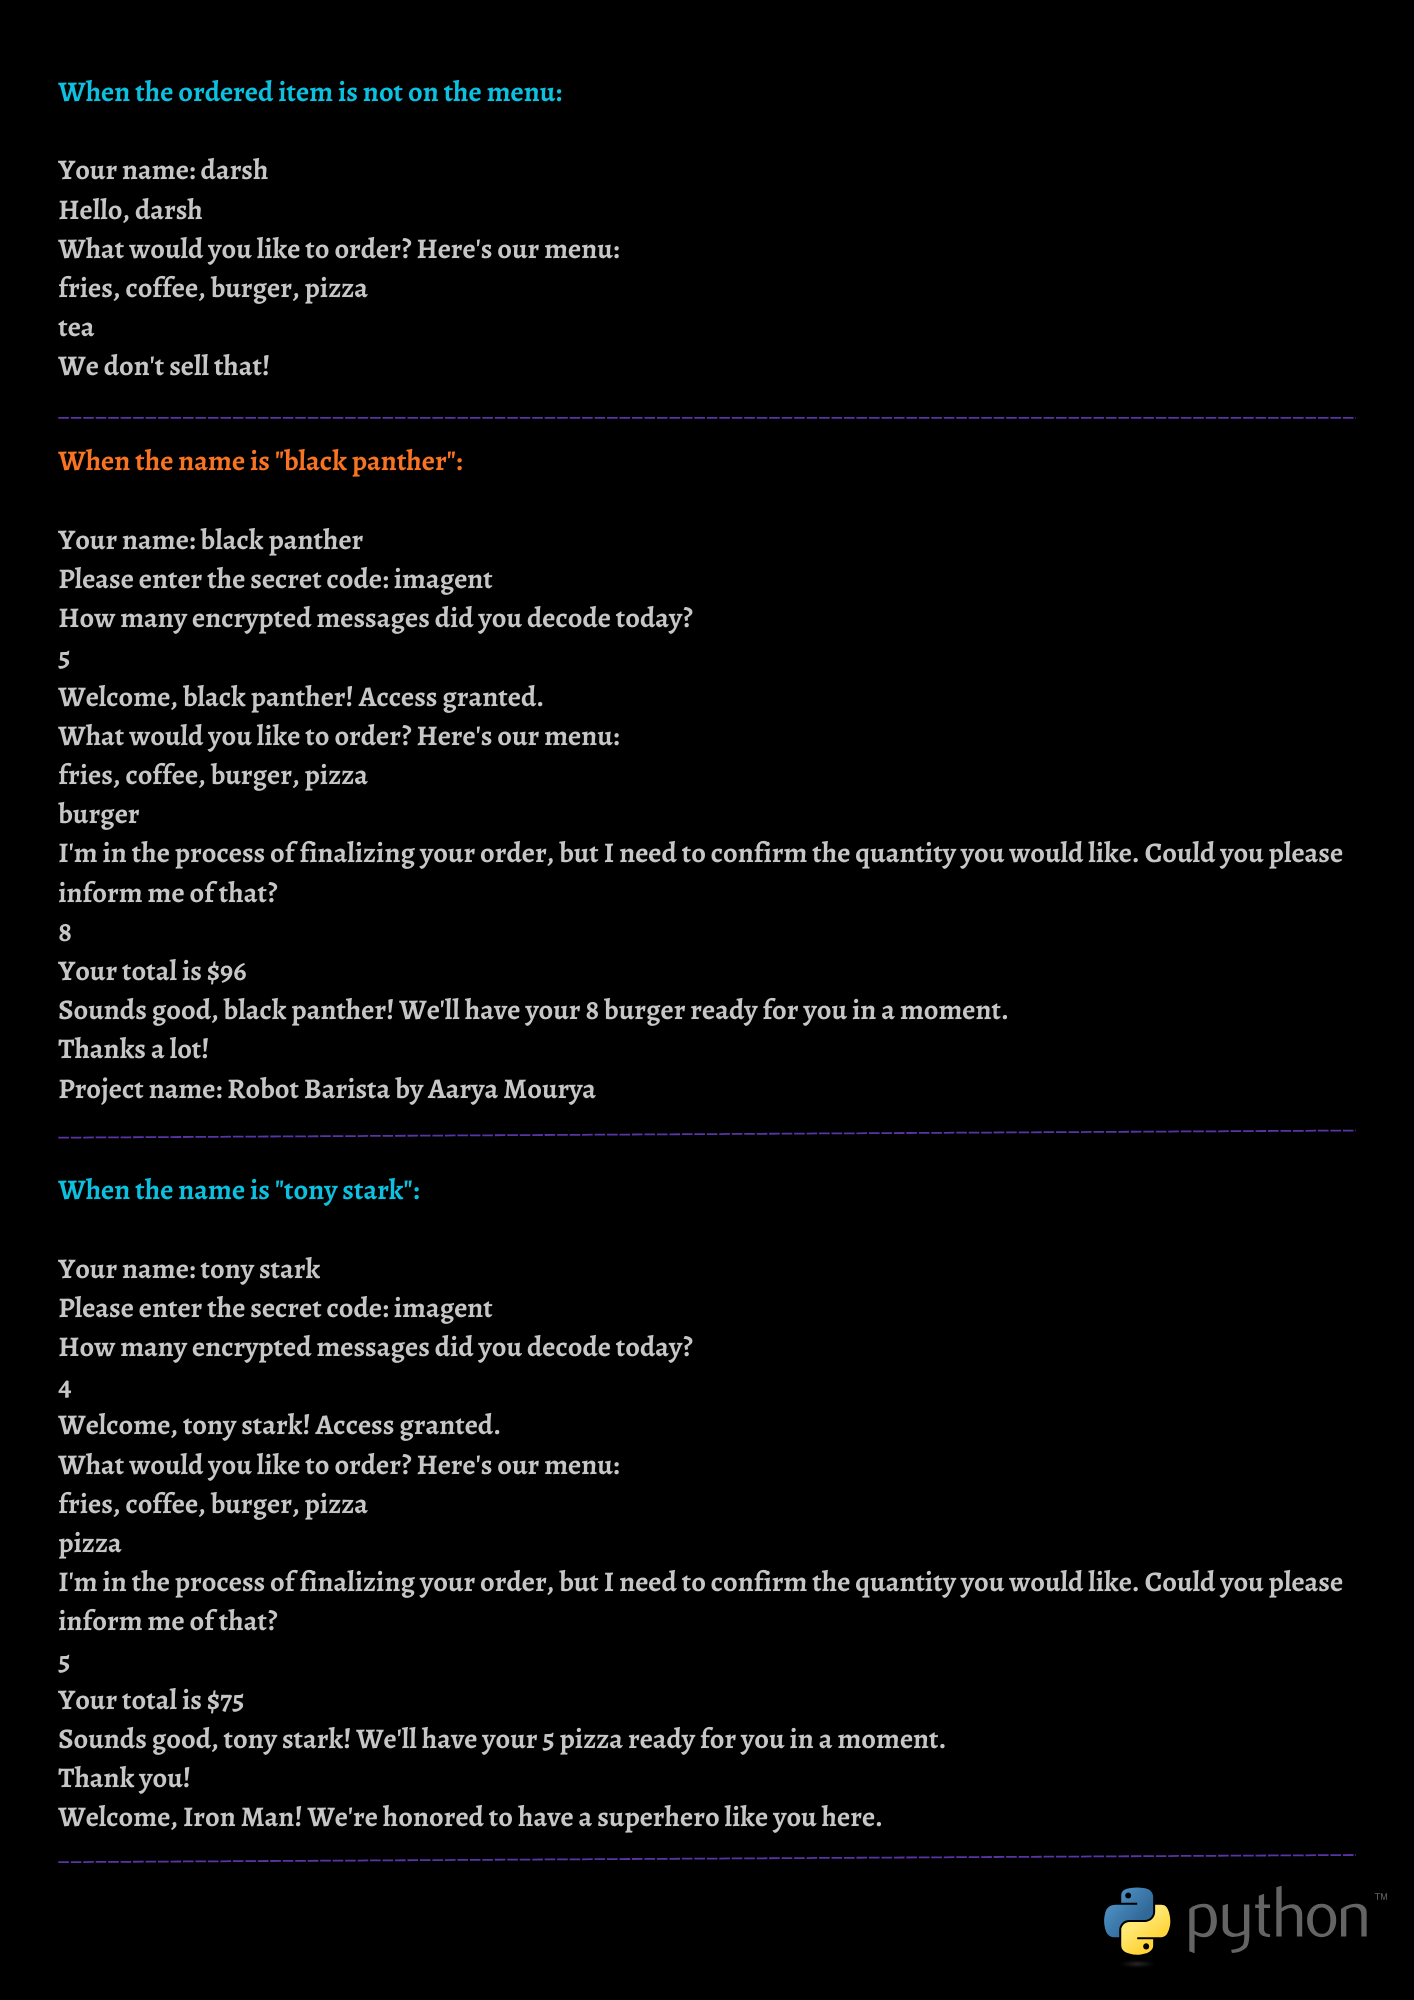 When the ordered item is not on the menu:
Your name: darsh
Hello, darsh
What would you like to order? Here's our menu:
fries, coffee, burger, pizza
tea
We don't sell that!
When the name is "black panther":
Your name: black panther
Please enter the secret code: imagent
How many encrypted messages did you decode today?
5
Welcome, black panther! Access granted.
What would you like to order? Here's our menu:
fries, coffee, burger, pizza
burger
I'm in the process of finalizing your order, but I need to confirm the quantity you would like. Could you please
inform me of that?
8
Your total is $96
Sounds good, black panther! We'll have your 8 burger ready for you in a moment.
Thanks a lot!
Project name: Robot Barista by Aarya Mourya
When the name is "tony stark":
Your name: tony stark
Please enter the secret code: imagent
How many encrypted messages did you decode today?
4
Welcome, tony stark! Access granted.
What would you like to order? Here's our menu:
fries, coffee, burger, pizza
pizza
I'm in the process of finalizing your order, but I need to confirm the quantity you would like. Could you please
inform me of that?
5
Your total is $75
Sounds good, tony stark! We'll have your 5 pizza ready for you in a moment.
Thank you!
Welcome, Iron Man! We're honored to have a superhero like you here.
python™